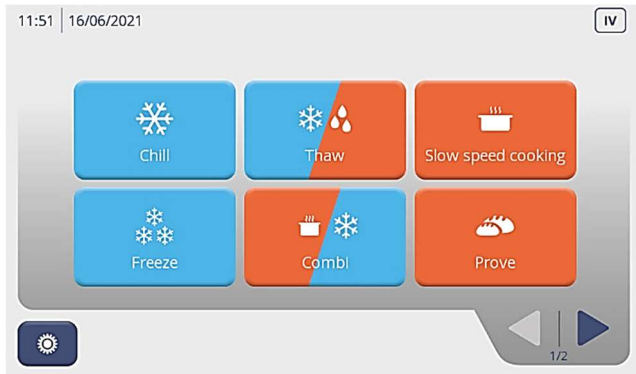 11:51 16/06/2021
IV
Chill
Thaw
Slow speed cooking
Freeze
Combi
Prove
1/2